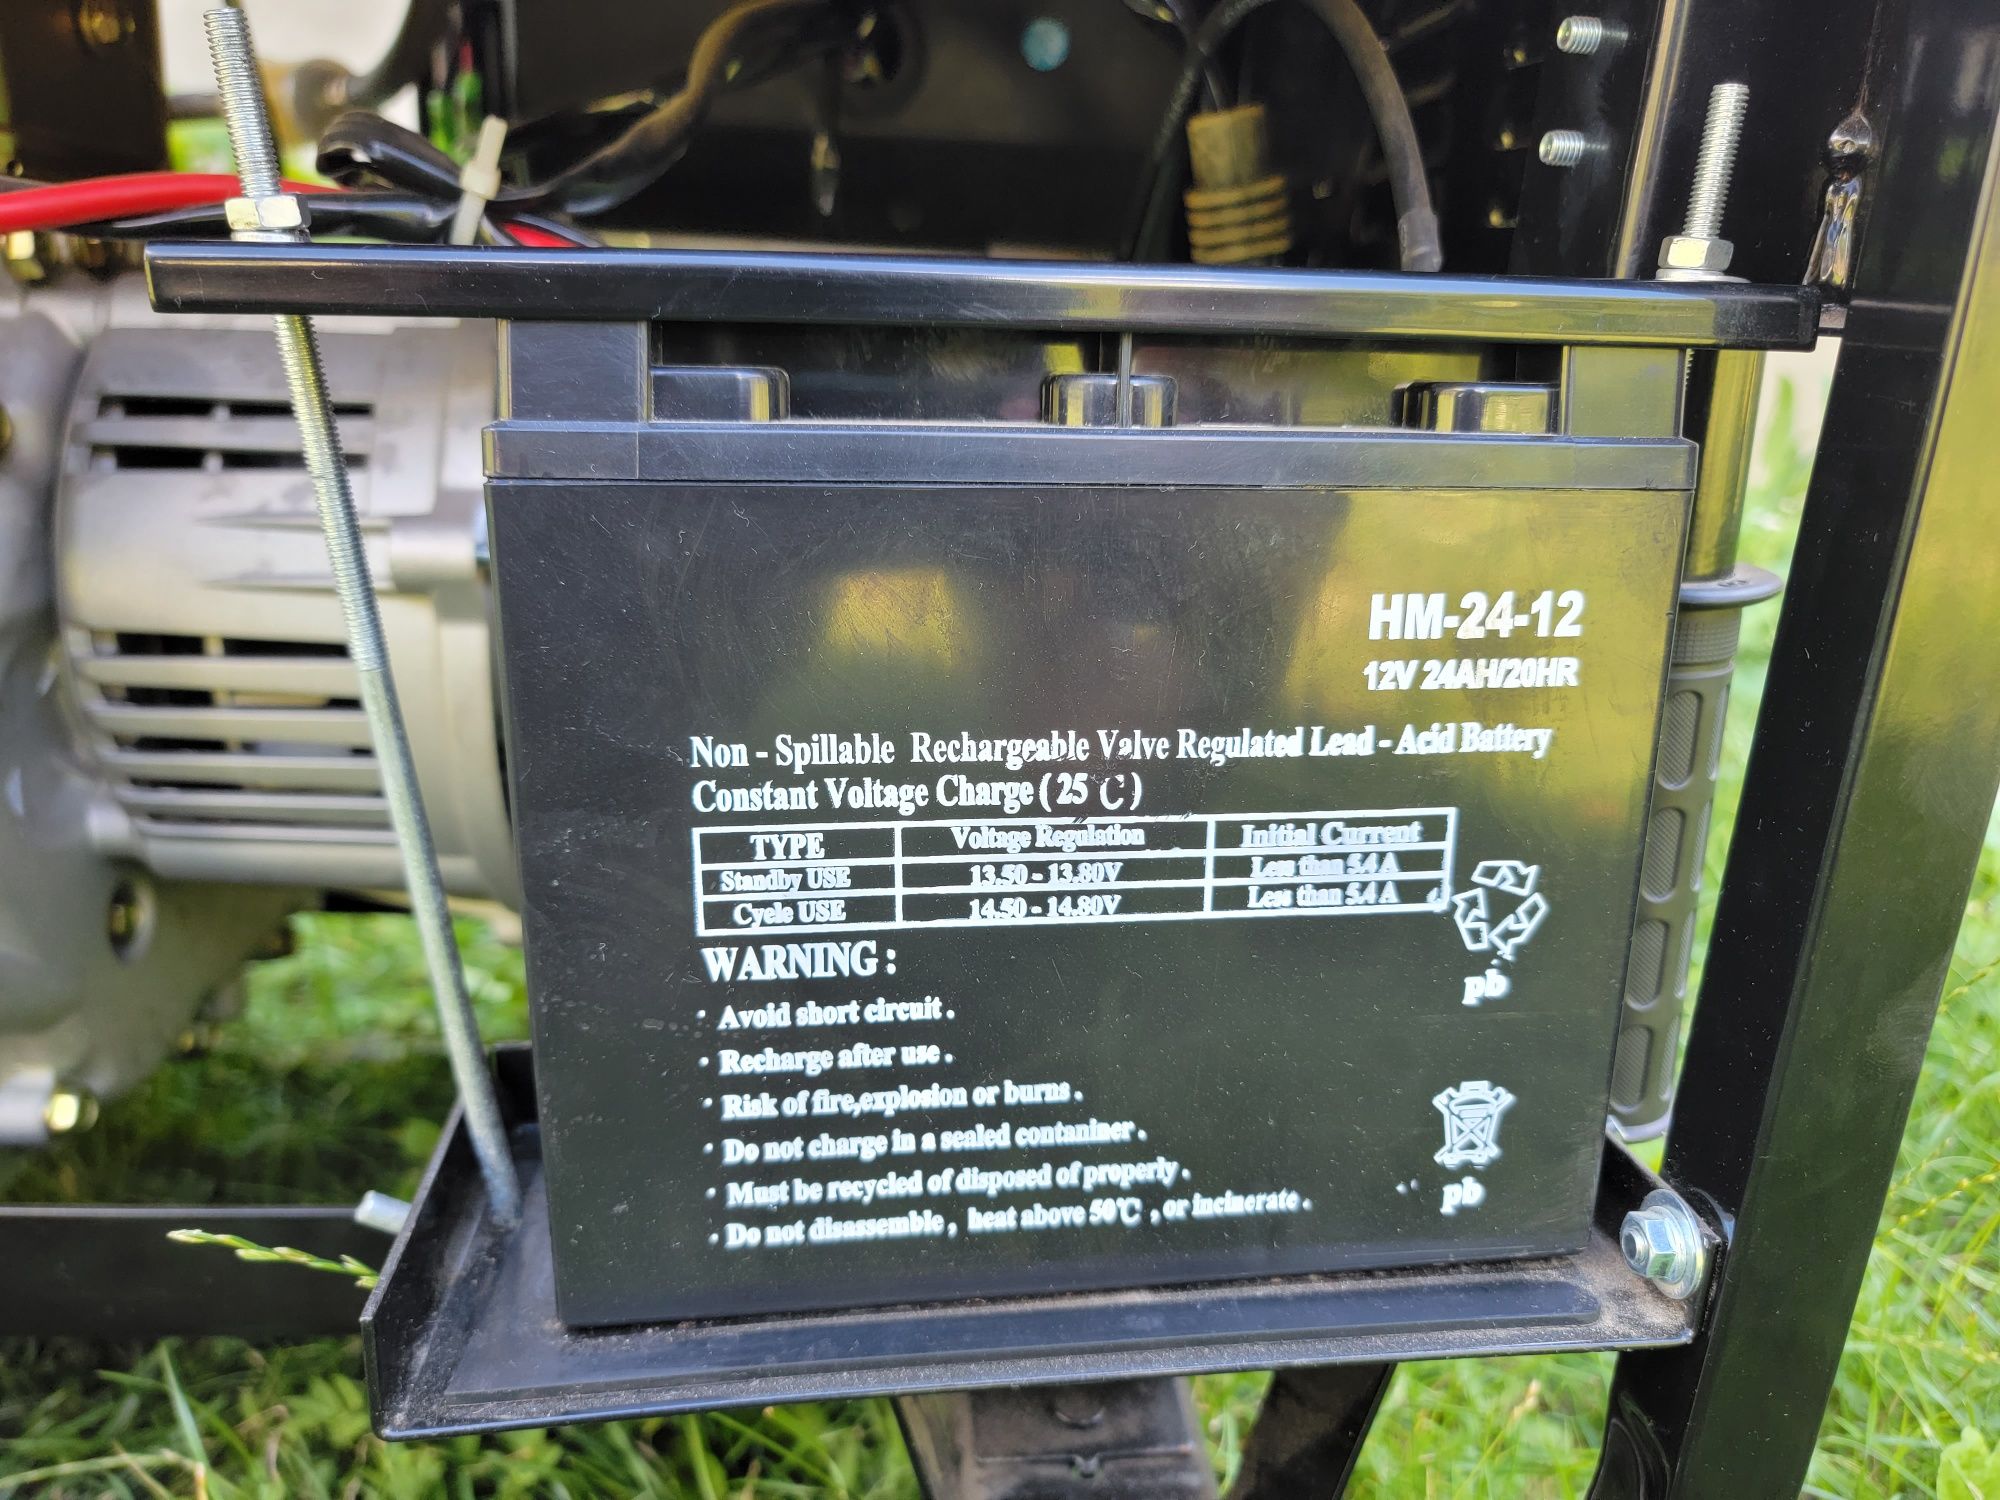 HM-24-12
12V 24AH/20HR
Non - Spillable Rechargeable Valve Regulated Lead - Acid Battery
Constant Voltage Charge ( 25 ℃ )
TYPE Voltage Regulation Initial Current
Standby USE 13.50 - 13.80V Less than 5.4 A
Cycle USE 14.50 - 14.80V Less than 5.4 A
pb
WARNING :
· Avoid short circuit .
· Recharge after use .
· Risk of fire,explosion or burns .
· Do not charge in a sealed contaniner .
· Must be recycled of disposed of properly .
· Do not disassemble , heat above 50℃ , or incinerate .
pb